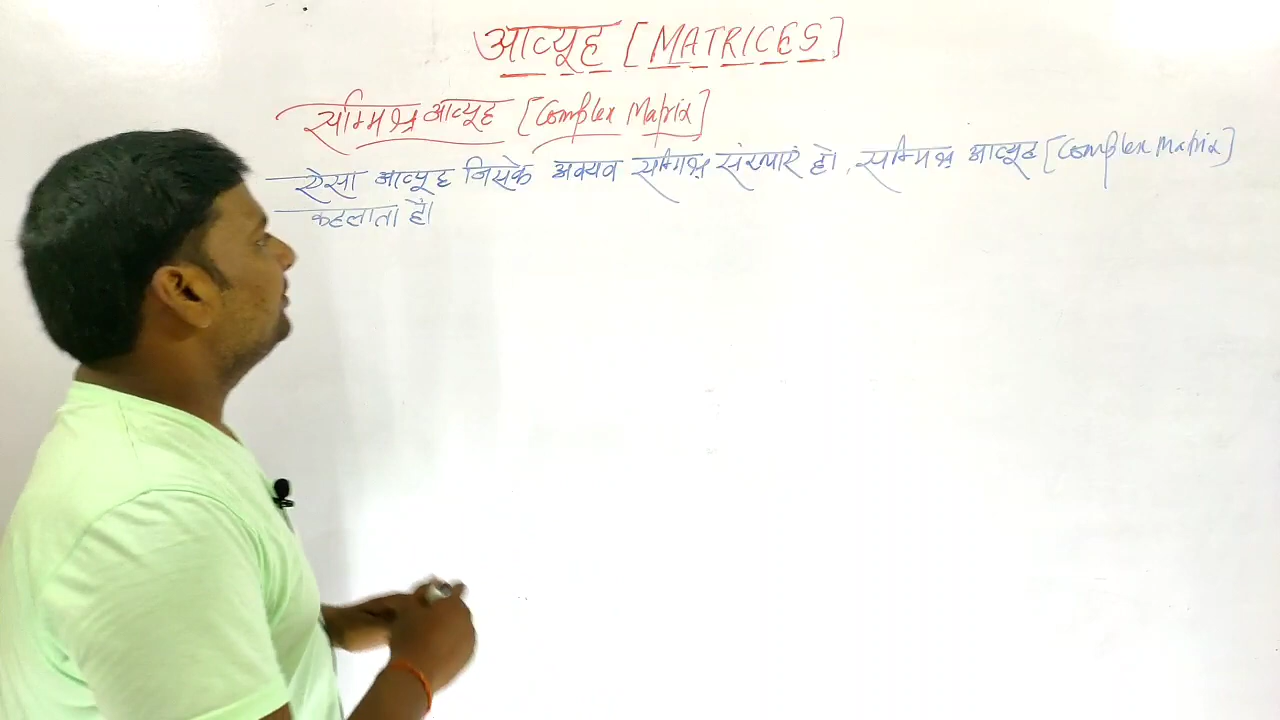 आव्यूह [MATRICES]
सम्मिश्र आव्यूह [Complex Matrix]
ऐसा आव्यूह जिसके अवयव सम्मिश्र संख्याएं हो, सम्मिश्र आव्यूह [Complex Matrix]
कहलाता है।